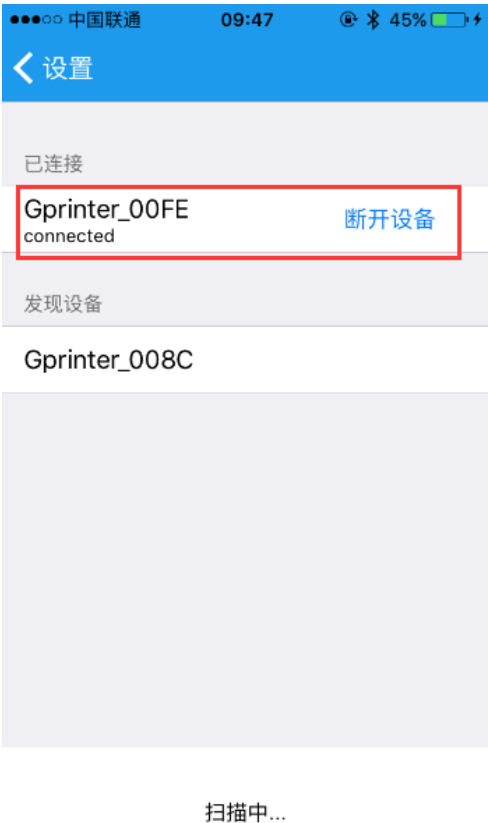 中国联通 09:47 45%
设置
已连接
Gprinter_00FE
connected
断开设备
发现设备
Gprinter_008C
扫描中...